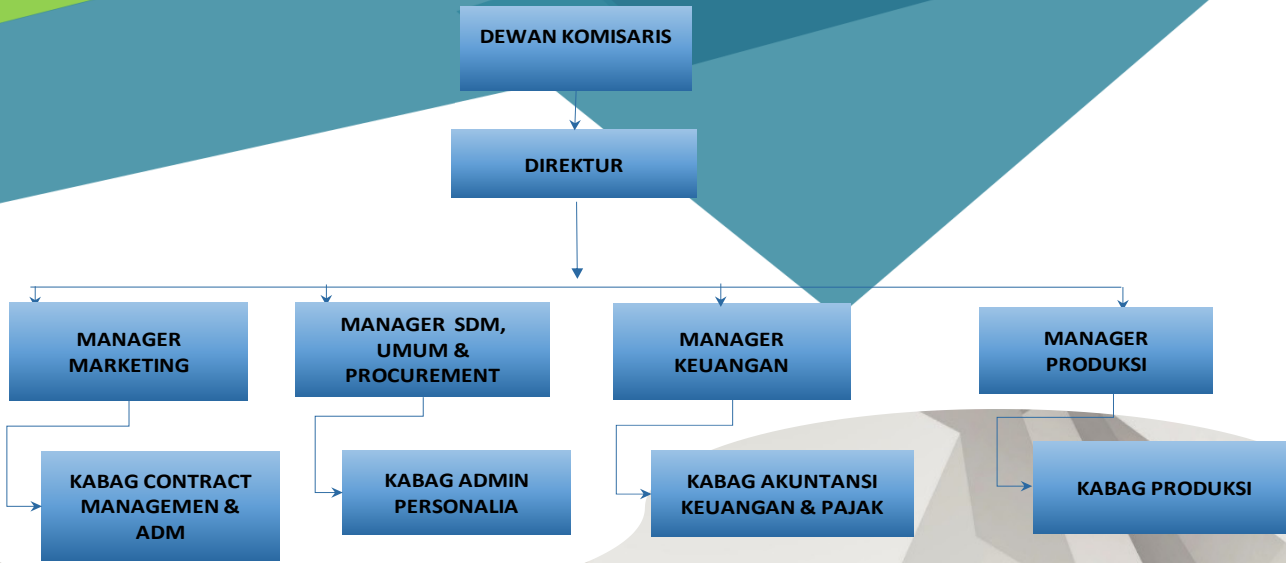 DEWAN KOMISARIS
DIREKTUR
MANAGER
MARKETING
MANAGER SDM,
UMUM &
PROCUREMENT
MANAGER
KEUANGAN
MANAGER
PRODUKSI
KABAG CONTRACT
MANAGEMEN &
ADM
KABAG ADMIN
PERSONALIA
KABAG AKUNTANSI
KEUANGAN & PAJAK
KABAG PRODUKSI